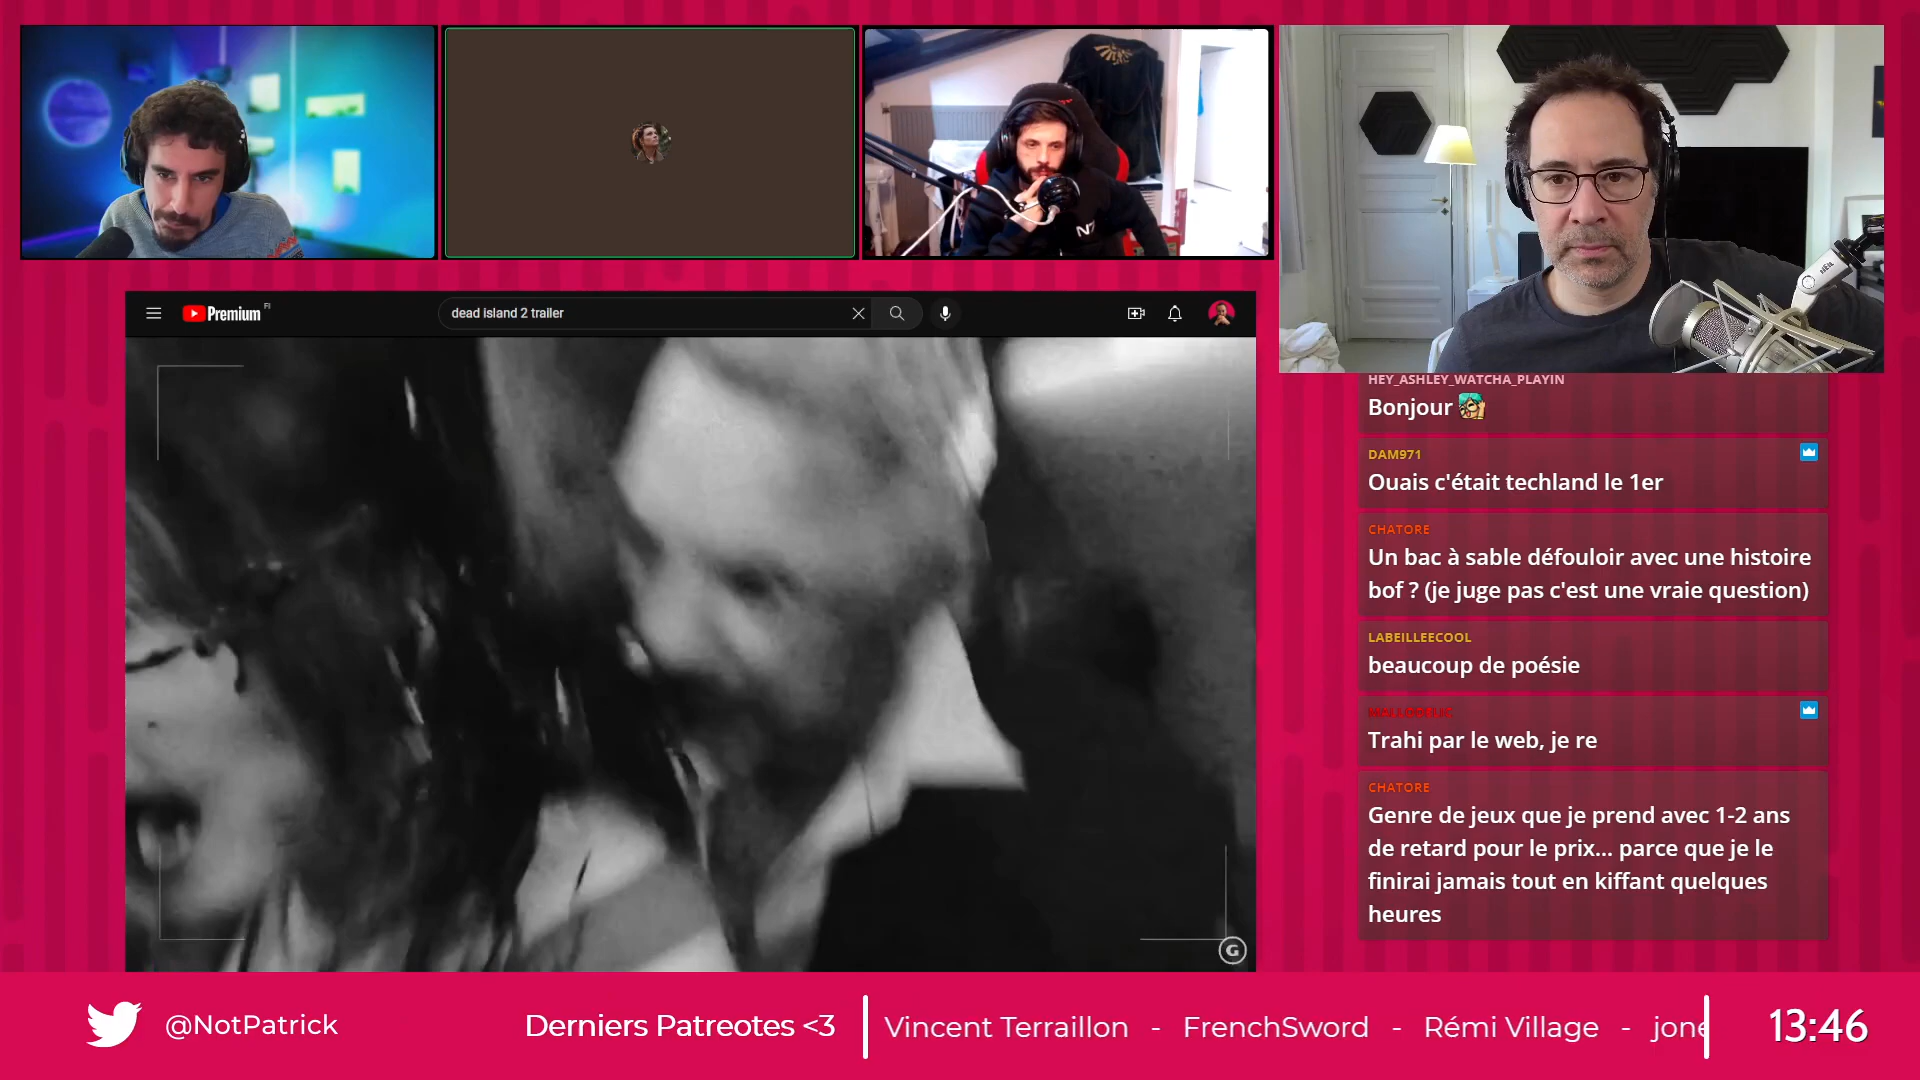 N7
NEIL
Premium FI
dead island 2 trailer
HEY_ASHLEY_WATCHA_PLAYIN
Bonjour
DAM971
Ouais c'était techland le 1er
CHATORE
Un bac à sable défouloir avec une histoire
bof ? (je juge pas c'est une vraie question)
LABEILLEECOOL
beaucoup de poésie
Trahi par le web, je re
CHATORE
Genre de jeux que je prend avec 1-2 ans
de retard pour le prix... parce que je le
finirai jamais tout en kiffant quelques
heures
G
@NotPatrick
Derniers Patreotes <3
Vincent Terraillon - FrenchSword - Rémi Village - jone
13:46